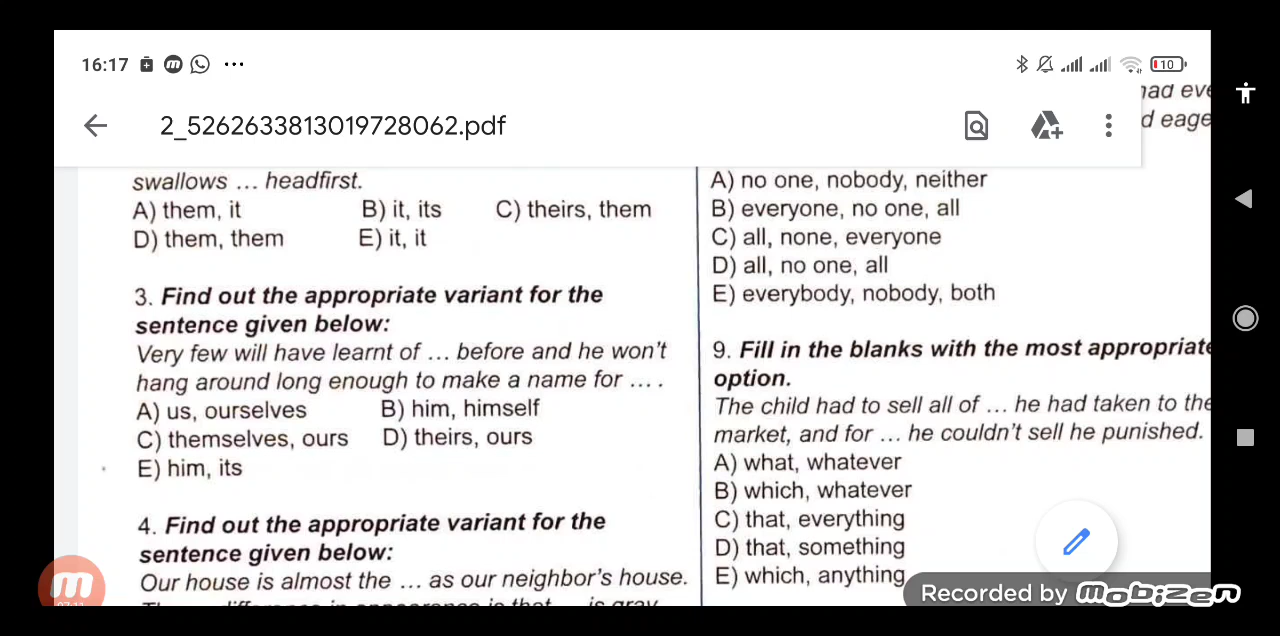 16:17
10
had eve
2_5262633813019728062.pdf
d eage
swallows ... headfirst.
A) them, it B) it, its C) theirs, them
D) them, them E) it, it
3. Find out the appropriate variant for the
sentence given below:
Very few will have learnt of ... before and he won't
hang around long enough to make a name for ... .
A) us, ourselves B) him, himself
C) themselves, ours D) theirs, ours
E) him, its
4. Find out the appropriate variant for the
sentence given below:
Our house is almost the ... as our neighbor's house.
A) no one, nobody, neither
B) everyone, no one, all
C) all, none, everyone
D) all, no one, all
E) everybody, nobody, both
9. Fill in the blanks with the most appropriate
option.
The child had to sell all of ... he had taken to the
market, and for ... he couldn't sell he punished.
A) what, whatever
B) which, whatever
C) that, everything
D) that, something
E) which, anything
Recorded by mobizen